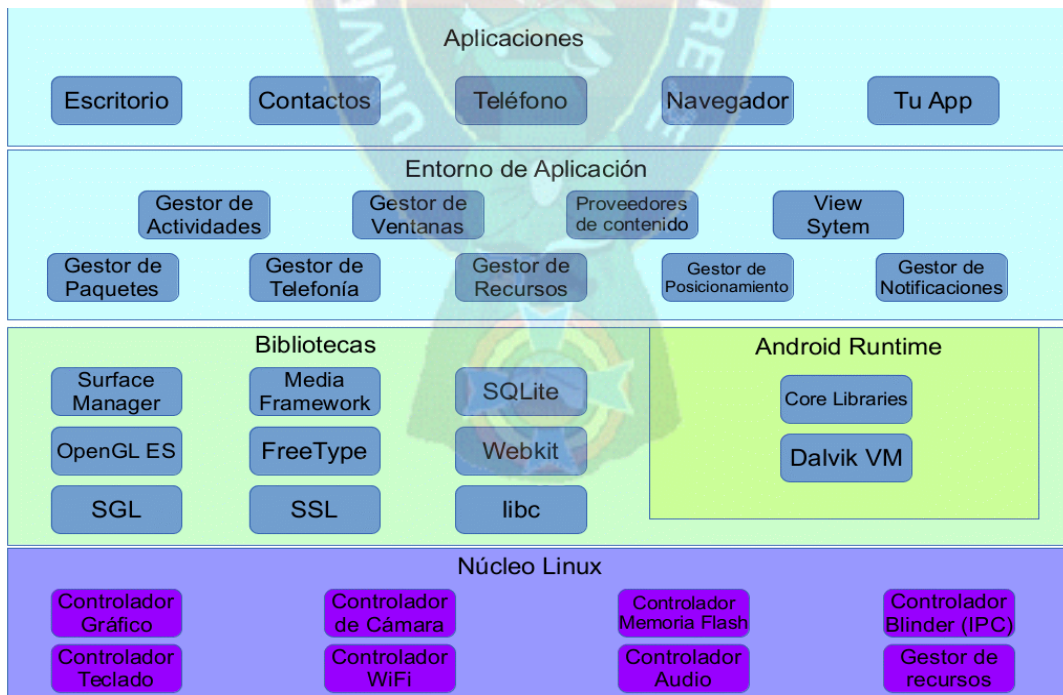 Aplicaciones
Escritorio
Contactos
Teléfono
Navegador
Tu App
Entorno de Aplicación
Gestor de
Actividades
Gestor de
Ventanas
Proveedores
de contenido
View
Sytem
Gestor de
Paquetes
Gestor de
Telefonía
Gestor de
Recursos
Gestor de
Posicionamiento
Gestor de
Notificaciones
Bibliotecas
Surface
Manager
Media
Framework
SQLite
OpenGL ES
FreeType
Webkit
SGL
SSL
libc
Android Runtime
Core Libraries
Dalvik VM
Núcleo Linux
Controlador
Gráfico
Controlador
de Cámara
Controlador
Memoria Flash
Controlador
Blinder (IPC)
Controlador
Teclado
Controlador
WiFi
Controlador
Audio
Gestor de
recursos
UNIV
RE
E